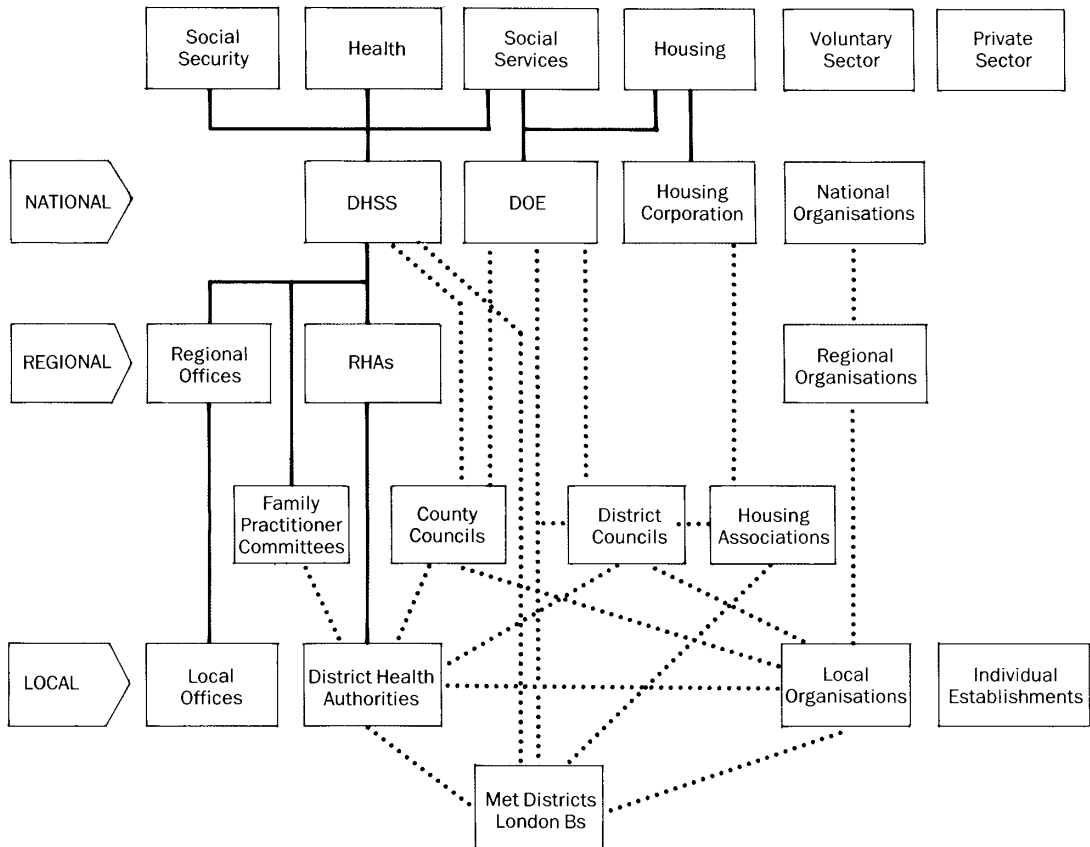 Social
Security
Health
Social
Services
Housing
Voluntary
Sector
Private
Sector
NATIONAL
DHSS
DOE
Housing
Corporation
National
Organisations
REGIONAL
Regional
Offices
RHAs
Regional
Organisations
Family
Practitioner
Committees
County
Councils
District
Councils
Housing
Associations
LOCAL
Local
Offices
District Health
Authorities
Local
Organisations
Individual
Establishments
Met Districts
London Bs